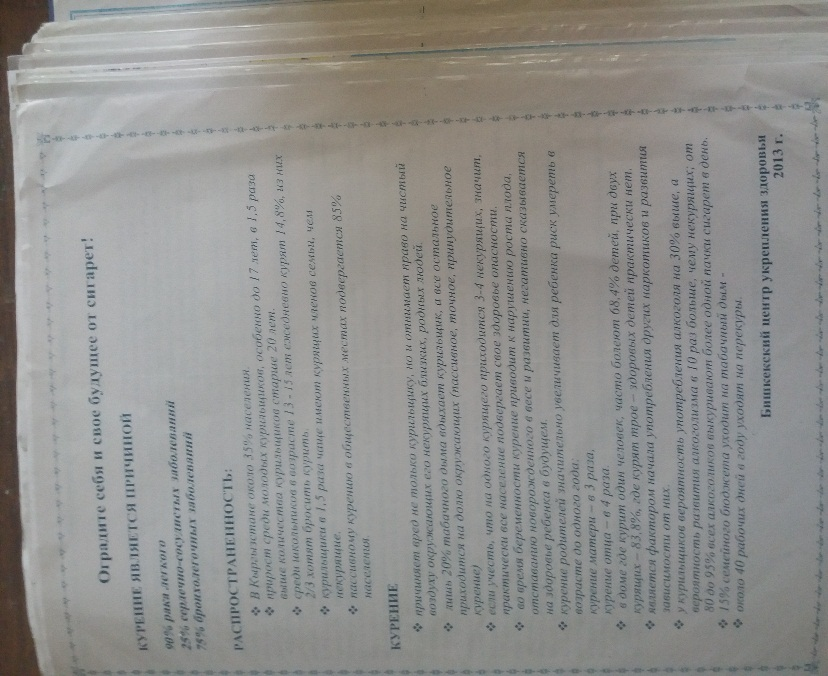 Оградите себя и свое будущее от сигарет!
КУРЕНИЕ ЯВЛЯЕТСЯ ПРИЧИНОЙ
90% рака легкого
25% сердечно-сосудистых заболеваний
75% бронхолегочных заболеваний
РАСПРОСТРАНЕННОСТЬ:
❖ В Кыргызстане около 35% населения.
❖ прирост среди молодых курильщиков, особенно до 17 лет, в 1,5 раза
выше количества курильщиков старше 20 лет.
❖ среди школьников в возрасте 13 - 15 лет ежедневно курят 14,8%, из них
2/3 хотят бросить курить.
❖ курильщики в 1,5 раза чаще имеют курящих членов семьи, чем
некурящие.
❖ пассивному курению в общественных местах подвергается 85%
населения.
КУРЕНИЕ
❖ причиняет вред не только курильщику, но и отнимает право на чистый
воздух у окружающих его некурящих близких, родных людей.
❖ лишь 20% табачного дыма вдыхает курильщик, а все остальное
приходится на долю окружающих (пассивное, точное, принудительное
курение)
❖ если учесть, что на одного курящего приходится 3-4 некурящих, значит,
практически все население подвергает свое здоровье опасности.
❖ во время беременности курение приводит к нарушению роста плода,
отставанию новорожденного в весе и развитии, негативно сказывается
на здоровье ребенка в будущем.
❖ курение родителей значительно увеличивает для ребенка риск умереть в
возрасте до одного года:
курение матери – в 3 раза,
курение отца – в 4 раза.
❖ в доме где курит один человек, часто болеют 68,4% детей, при двух
курящих – 83,8%, где курят трое – здоровых детей практически нет.
❖ является фактором начала употребления других наркотиков и развития
зависимости от них.
❖ у курильщиков вероятность употребления алкоголя на 30% выше, а
вероятность развития алкоголизма в 10 раз больше, чему некурящих; от
80 до 95% всех алкоголиков выкуривают более одной пачки сигарет в день.
❖ 15% семейного бюджета уходит на табачный дым -
❖ около 40 рабочих дней в году уходят на перекуры.
Бишкекский центр укрепления здоровья
2013 г.